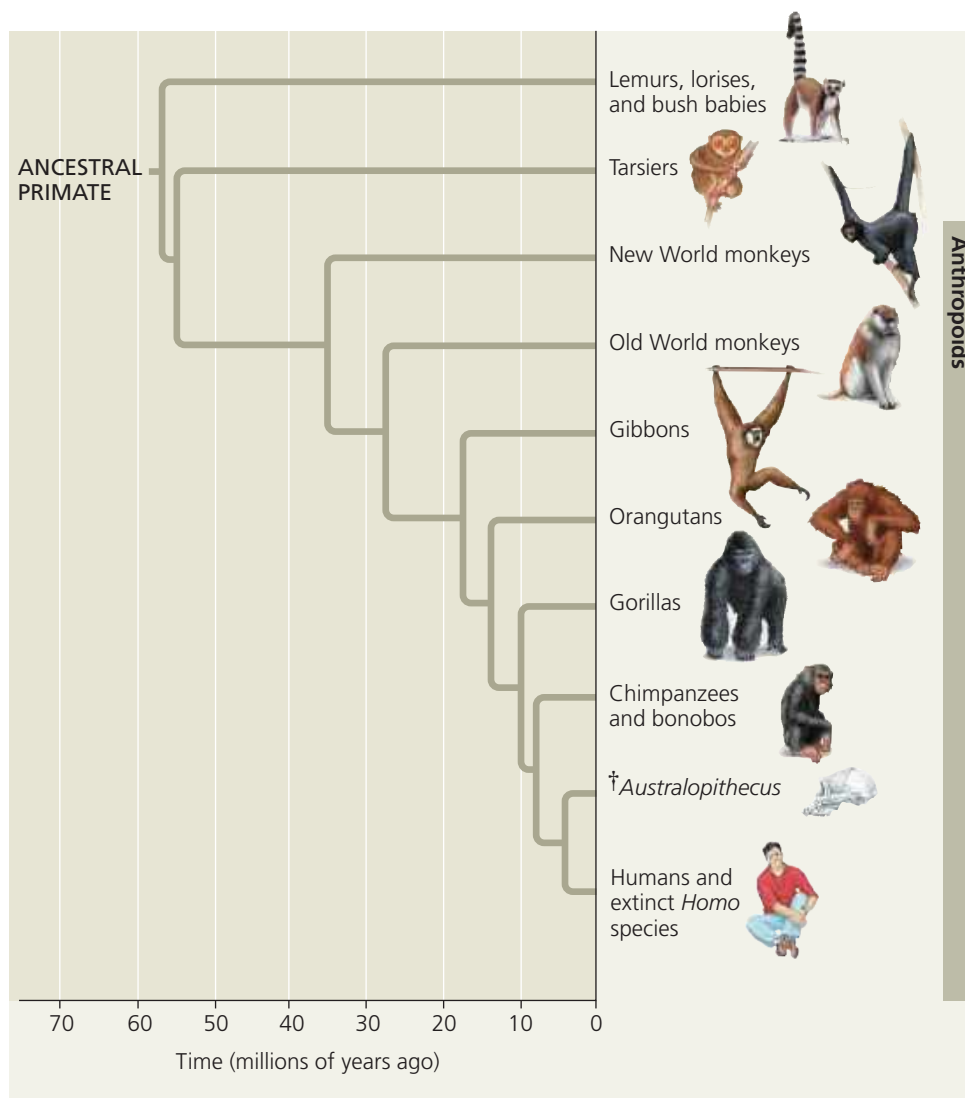 Lemurs, lorises,
and bush babies
ANCESTRAL
PRIMATE
Tarsiers
New World monkeys
Anthropoids
Old World monkeys
Gibbons
Orangutans
Gorillas
Chimpanzees
and bonobos
†Australopithecus
Humans and
extinct Homo
species
70 60 50 40 30 20 10 0
Time (millions of years ago)